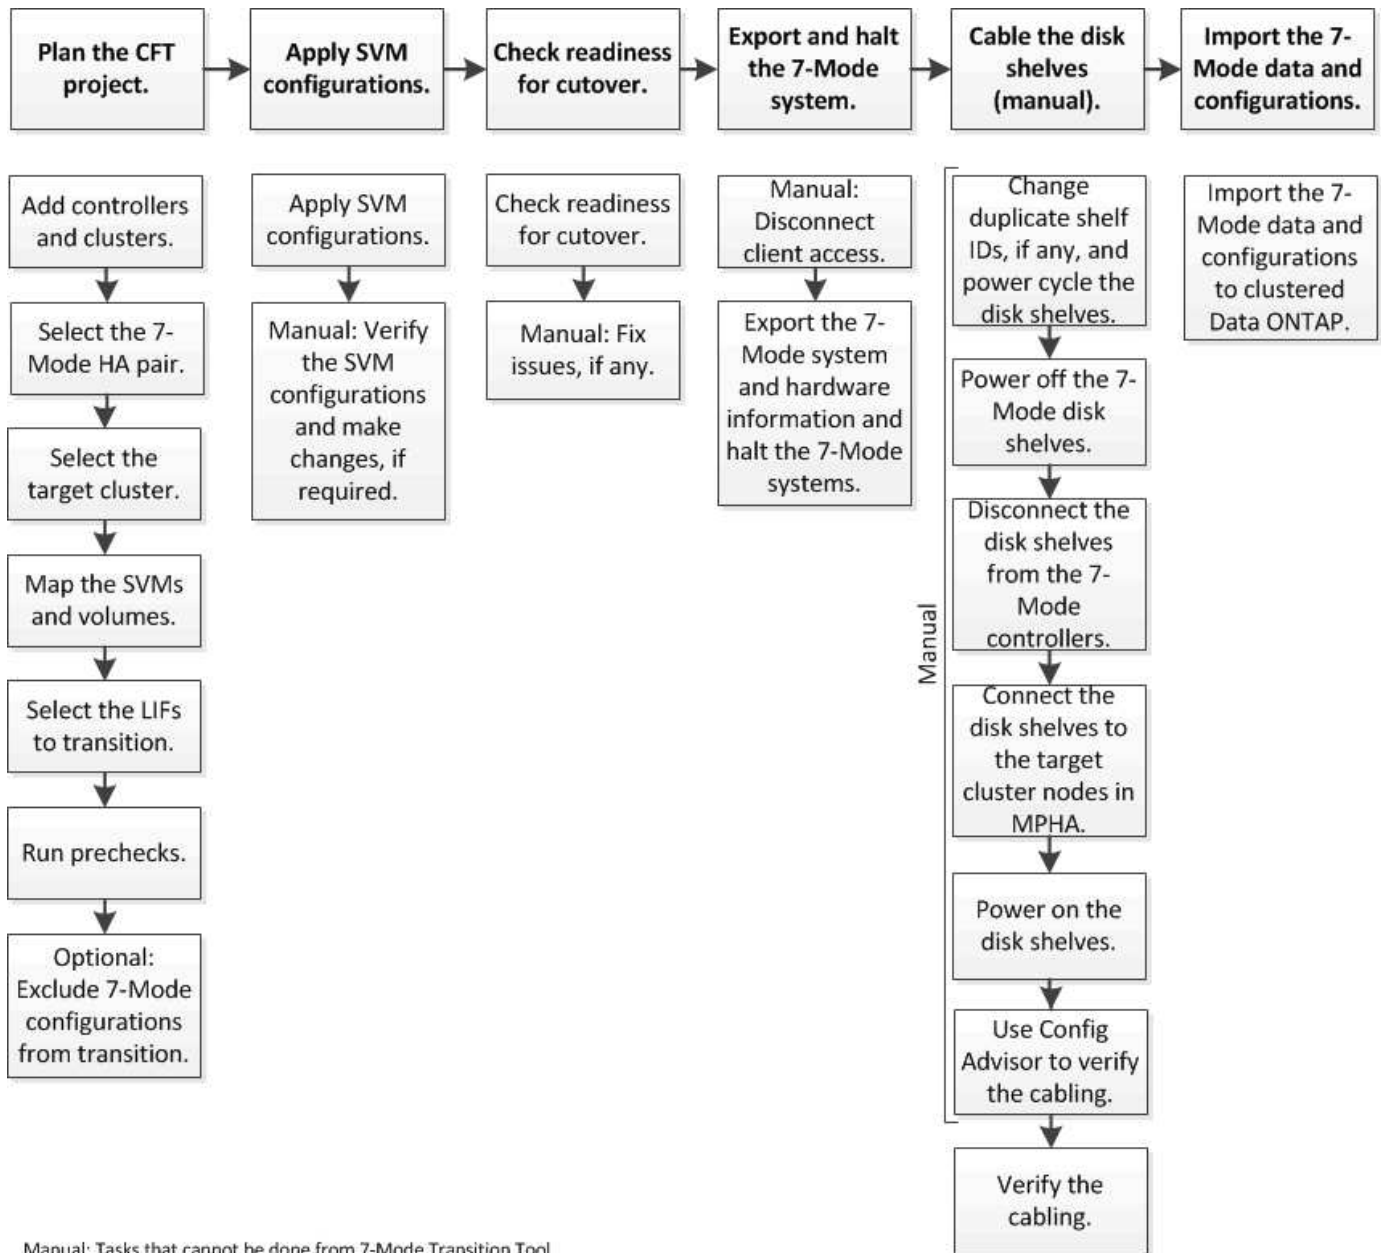 Plan the CFT
project.
Apply SVM
configurations.
Check readiness
for cutover.
Export and halt
the 7-Mode
system.
Cable the disk
shelves
(manual).
Import the 7-
Mode data and
configurations.
Add controllers
and clusters.
Select the 7-
Mode HA pair.
Select the
target cluster.
Map the SVMs
and volumes.
Select the LIFs
to transition.
Run prechecks.
Optional:
Exclude 7-Mode
configurations
from transition.
Apply SVM
configurations.
Manual: Verify
the SVM
configurations
and make
changes, if
required.
Check readiness
for cutover.
Manual: Fix
issues, if any.
Manual:
Disconnect
client access.
Export the 7-
Mode system
and hardware
information and
halt the 7-Mode
systems.
Manual
Change
duplicate shelf
IDs, if any, and
power cycle the
disk shelves.
Power off the 7-
Mode disk
shelves.
Disconnect the
disk shelves
from the 7-
Mode
controllers.
Connect the
disk shelves to
the target
cluster nodes in
MPHA.
Power on the
disk shelves.
Use Config
Advisor to verify
the cabling.
Verify the
cabling.
Import the 7-
Mode data and
configurations
to clustered
Data ONTAP.
Manual: Tasks that cannot be done from 7-Mode Transition Tool